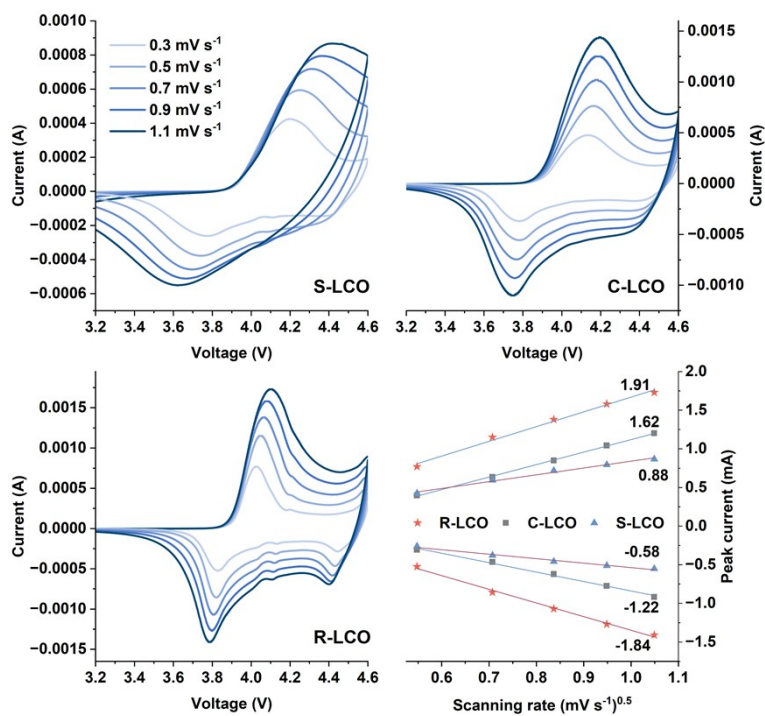 0.0010
0.0008
0.0006
0.0004
0.0002
0.0000
−0.0002
−0.0004
−0.0006
Current (A)
0.3 mV s⁻¹
0.5 mV s⁻¹
0.7 mV s⁻¹
0.9 mV s⁻¹
1.1 mV s⁻¹
S-LCO
3.2 3.4 3.6 3.8 4.0 4.2 4.4 4.6
Voltage (V)
0.0015
0.0010
0.0005
0.0000
−0.0005
−0.0010
Current (A)
C-LCO
3.2 3.4 3.6 3.8 4.0 4.2 4.4 4.6
Voltage (V)
0.0015
0.0010
0.0005
0.0000
−0.0005
−0.0010
−0.0015
Current (A)
R-LCO
3.2 3.4 3.6 3.8 4.0 4.2 4.4 4.6
Voltage (V)
2.0
1.5
1.0
0.5
0.0
−0.5
−1.0
−1.5
Peak current (mA)
1.91
1.62
0.88
R-LCO C-LCO S-LCO
-0.58
-1.22
-1.84
0.6 0.7 0.8 0.9 1.0 1.1
Scanning rate (mV s⁻¹)⁰·⁵